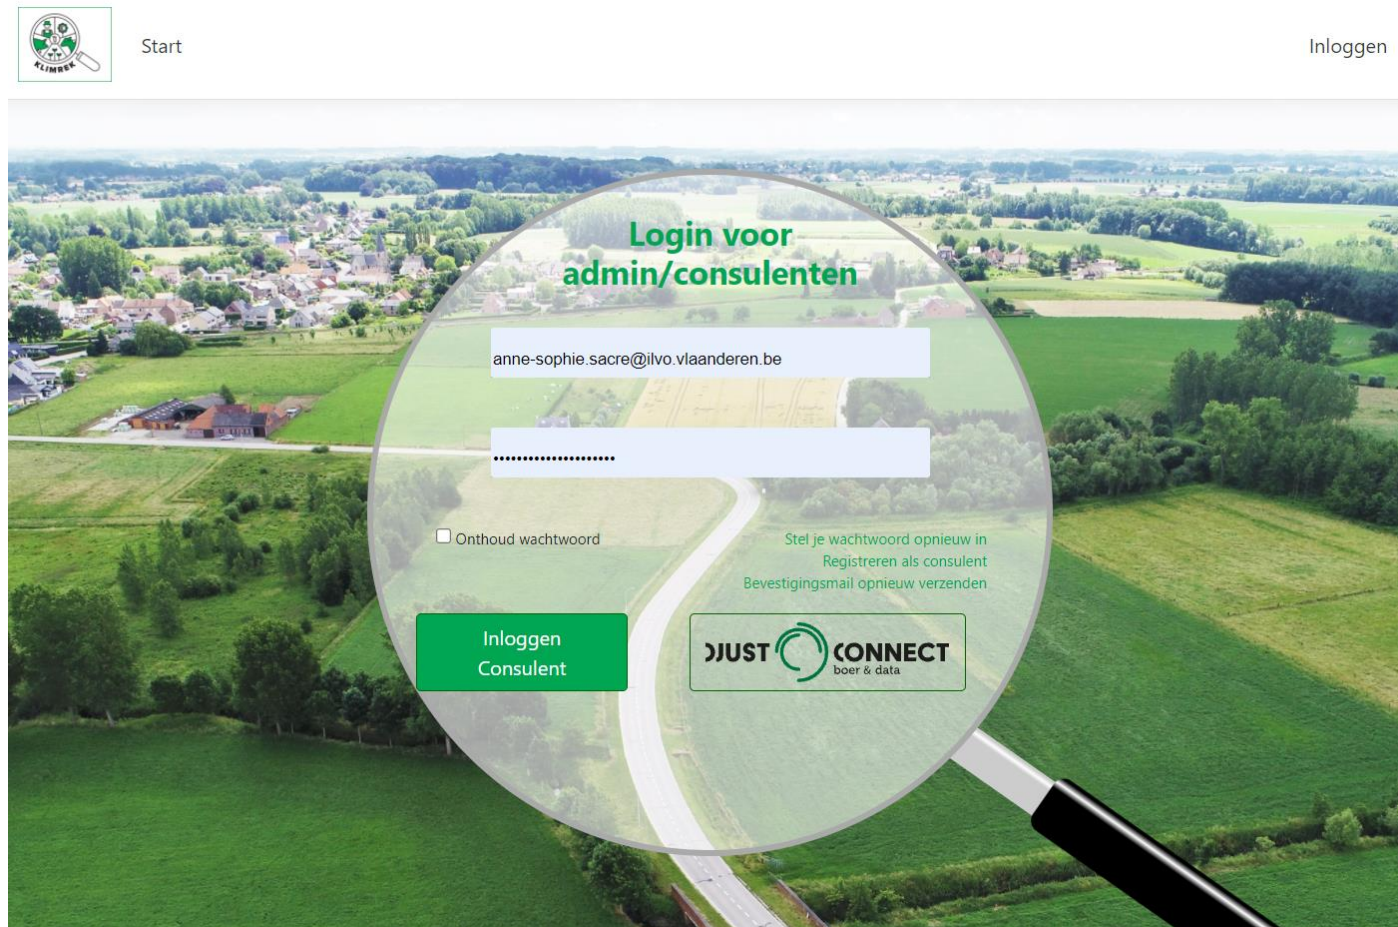 KLIMREK
Start
Inloggen
Login voor
admin/consulenten
anne-sophie.sacre@ilvo.vlaanderen.be
•••••••••••••••••••••
Onthoud wachtwoord
Stel je wachtwoord opnieuw in
Registreren als consulent
Bevestigingsmail opnieuw verzenden
Inloggen
Consulent
DJUST CONNECT
boer & data